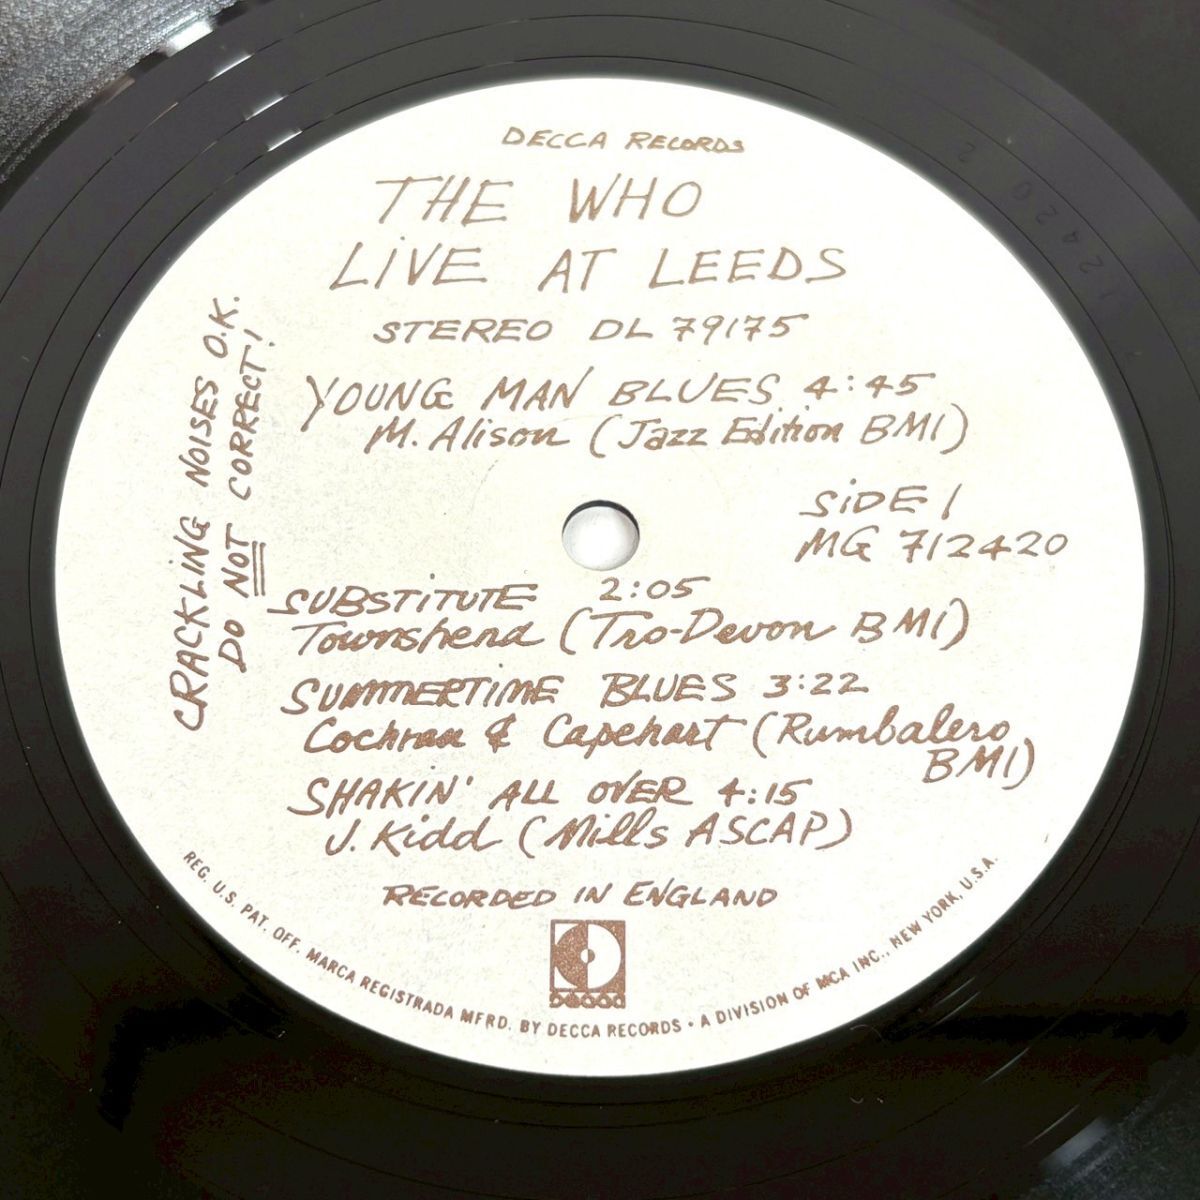 DECCA RECORDS
THE WHO
LiVE AT LEEDS
STEREO DL 79175
YOUNG MAN BLUES 4:45
M. Alison (Jazz Edition BMI)
SiDE 1
MG 712420
SUBSTiTUTE 2:05
Townshend (Tro-Devon BMi)
SUMMERTiME BLUES 3:22
Cochran & Capehart (Rumbalero
BMI)
SHAKIN' ALL OVER 4:15
J. Kidd (Mills ASCAP)
RECORDED IN ENGLAND
DECCA
REG. U.S. PAT. OFF. MARCA REGISTRADA MFRD. BY DECCA RECORDS • A DIVISION OF MCA INC., NEW YORK, U.S.A.
CRACKLING NOISES O.K.
DO NOT CORRECT!
12420 2